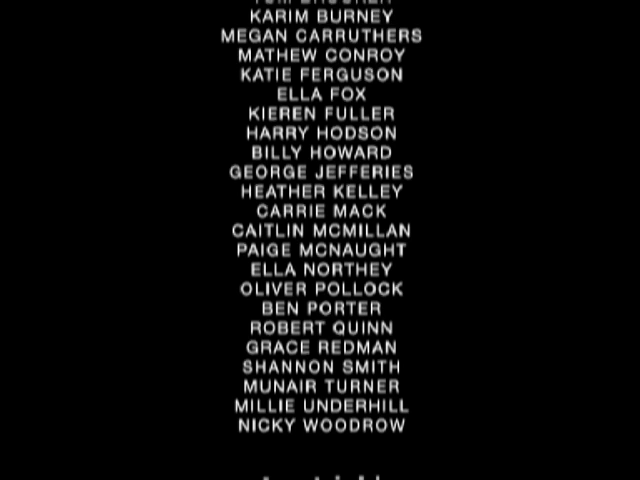 KARIM BURNEY
MEGAN CARRUTHERS
MATHEW CONROY
KATIE FERGUSON
ELLA FOX
KIEREN FULLER
HARRY HODSON
BILLY HOWARD
GEORGE JEFFERIES
HEATHER KELLEY
CARRIE MACK
CAITLIN MCMILLAN
PAIGE MCNAUGHT
ELLA NORTHEY
OLIVER POLLOCK
BEN PORTER
ROBERT QUINN
GRACE REDMAN
SHANNON SMITH
MUNAIR TURNER
MILLIE UNDERHILL
NICKY WOODROW